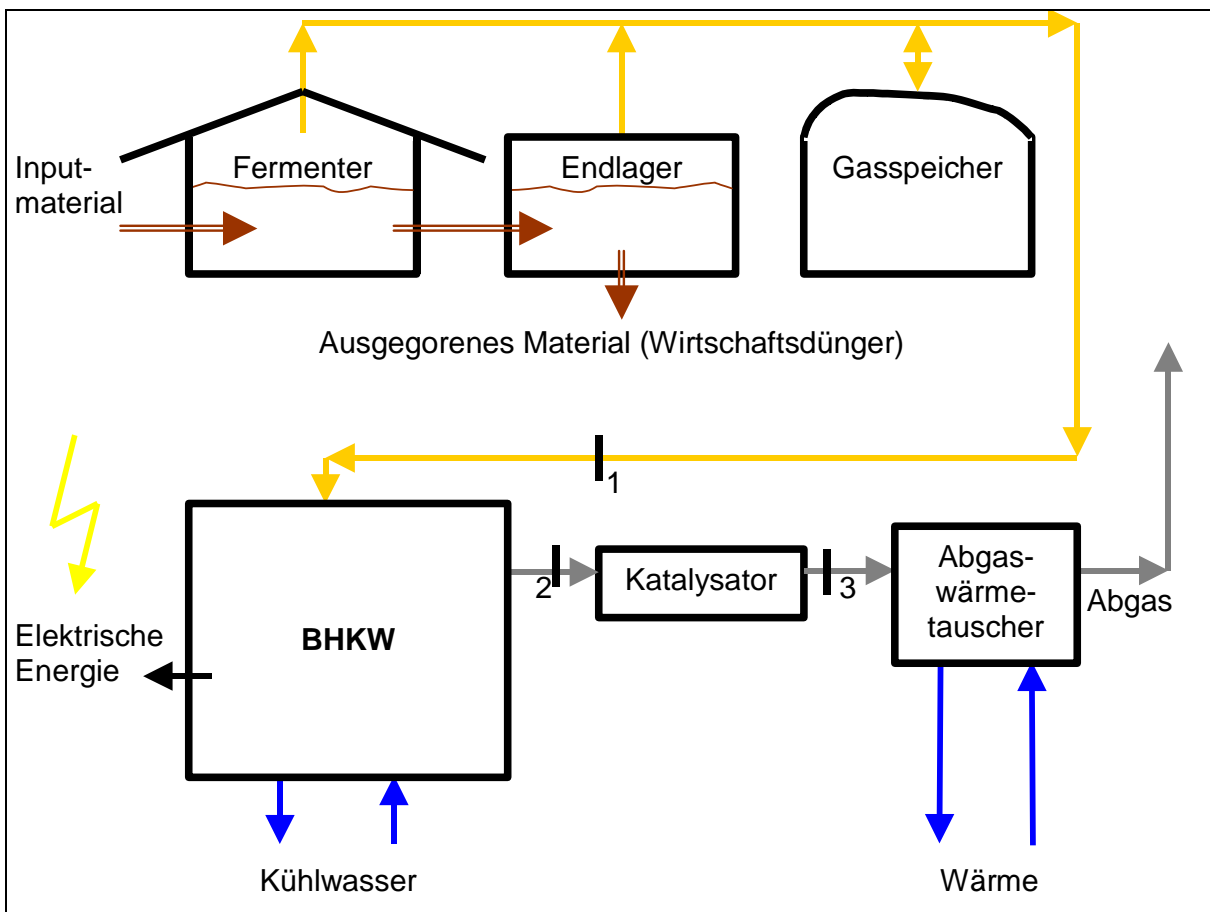 Fermenter
Endlager
Gasspeicher
Input-
material
Ausgegorenes Material (Wirtschaftsdünger)
1
2
Katalysator
3
Abgas-
wärme-
tauscher
Abgas
Elektrische
Energie
BHKW
Kühlwasser
Wärme